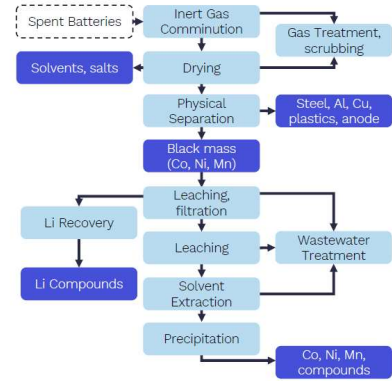 Spent Batteries
Inert Gas
Comminution
Gas Treatment,
scrubbing
Solvents, salts
Drying
Physical
Separation
Steel, Al, Cu,
plastics, anode
Black mass
(Co, Ni, Mn)
Leaching,
filtration
Li Recovery
Leaching
Wastewater
Treatment
Li Compounds
Solvent
Extraction
Precipitation
Co, Ni, Mn,
compounds